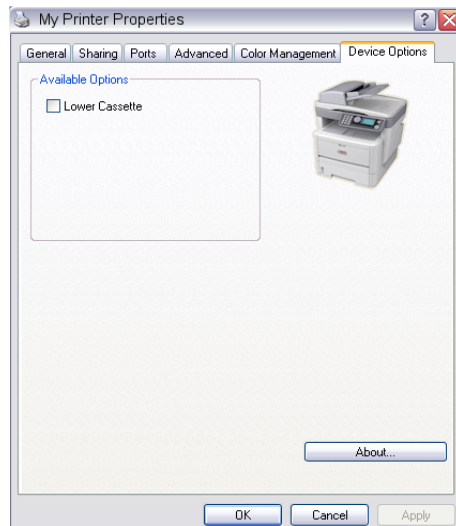 My Printer Properties
General Sharing Ports Advanced Color Management Device Options
Available Options
Lower Cassette
About...
OK Cancel Apply